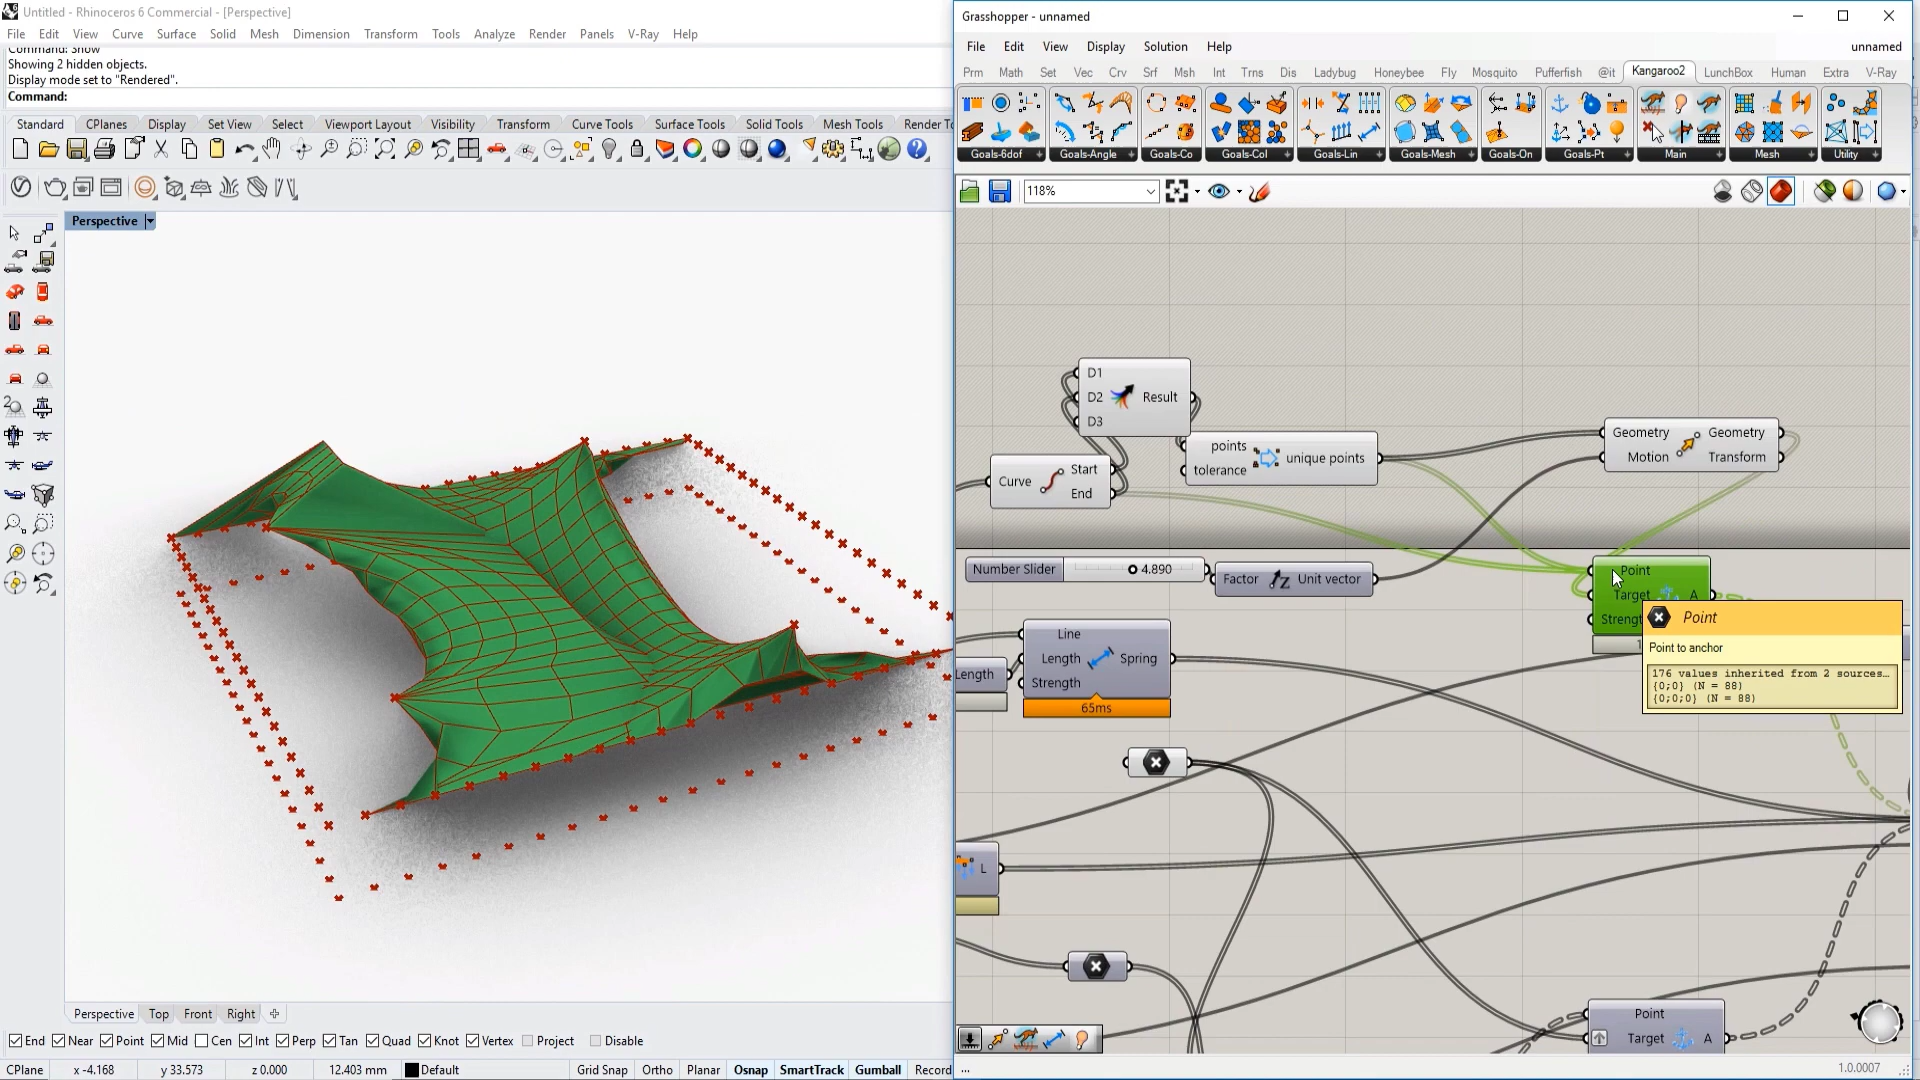 Untitled - Rhinoceros 6 Commercial - [Perspective]
File Edit View Curve Surface Solid Mesh Dimension Transform Tools Analyze Render Panels V-Ray Help
Command: Show
Showing 2 hidden objects.
Display mode set to "Rendered".
Command:
Standard CPlanes Display Set View Select Viewport Layout Visibility Transform Curve Tools Surface Tools Solid Tools Mesh Tools Render To
Perspective
Perspective Top Front Right
End Near Point Mid Cen Int Perp Tan Quad Knot Vertex Project Disable
CPlane x -4.168 y 33.573 z 0.000 12.403 mm Default Grid Snap Ortho Planar Osnap SmartTrack Gumball Record
Grasshopper - unnamed
File Edit View Display Solution Help unnamed
Prm Math Set Vec Crv Srf Msh Int Trns Dis Ladybug Honeybee Fly Mosquito Pufferfish @it Kangaroo2 LunchBox Human Extra V-Ray
Goals-6dof Goals-Angle Goals-Co Goals-Col Goals-Lin Goals-Mesh Goals-On Goals-Pt Main Mesh Utility
118%
D1
D2 Result
D3
Curve Start
End
points
tolerance
unique points
Geometry Geometry
Motion Transform
Number Slider 4.890
Factor Z Unit vector
Point
Target A
Strengt
1
Point
Point to anchor
176 values inherited from 2 sources…
{0;0} (N = 88)
{0;0;0} (N = 88)
Line
Length Spring
Strength
65ms
Length
L
Point
Target A
...
1.0.0007